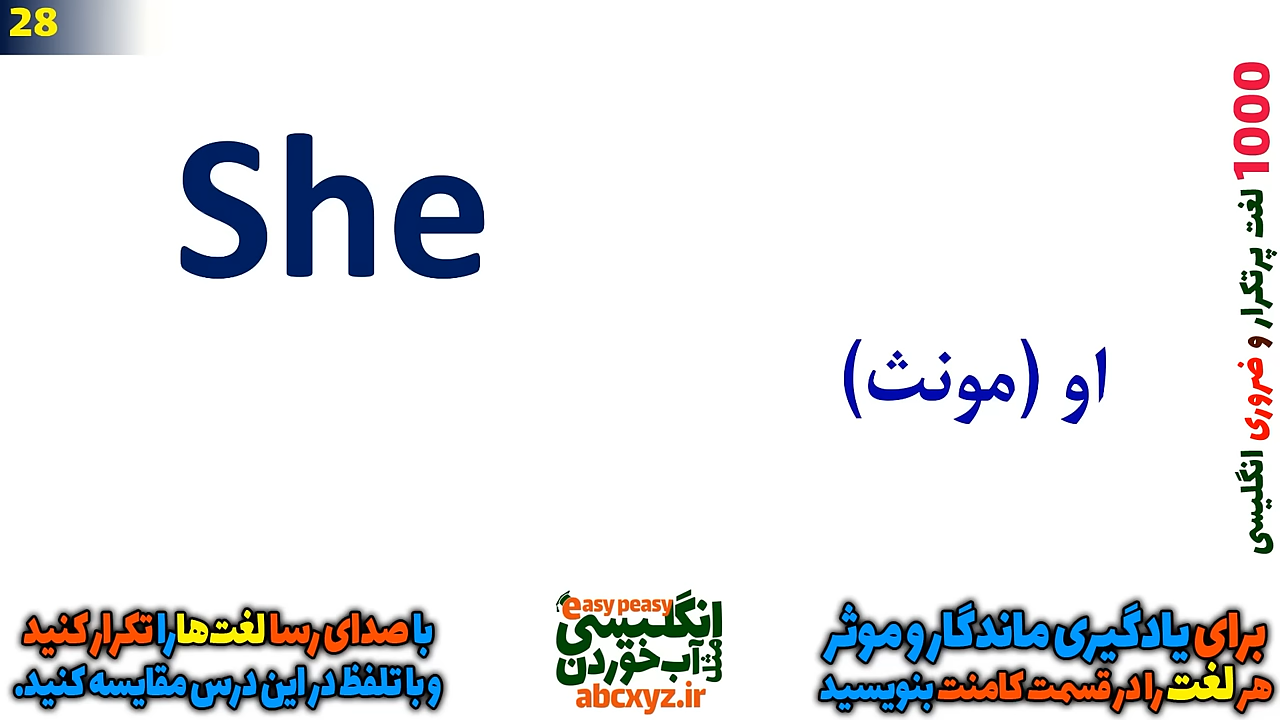 28
She
او (مونث)
1000 لغت پرتکرار و ضروری انگلیسی
برای یادگیری ماندگار و موثر
هر لغت را در قسمت کامنت بنویسید
easy peasy
انگلیسی
مثل
آب خوردن
abcxyz.ir
با صدای رسا لغت‌ها را تکرار کنید
و با تلفظ در این درس مقایسه کنید.